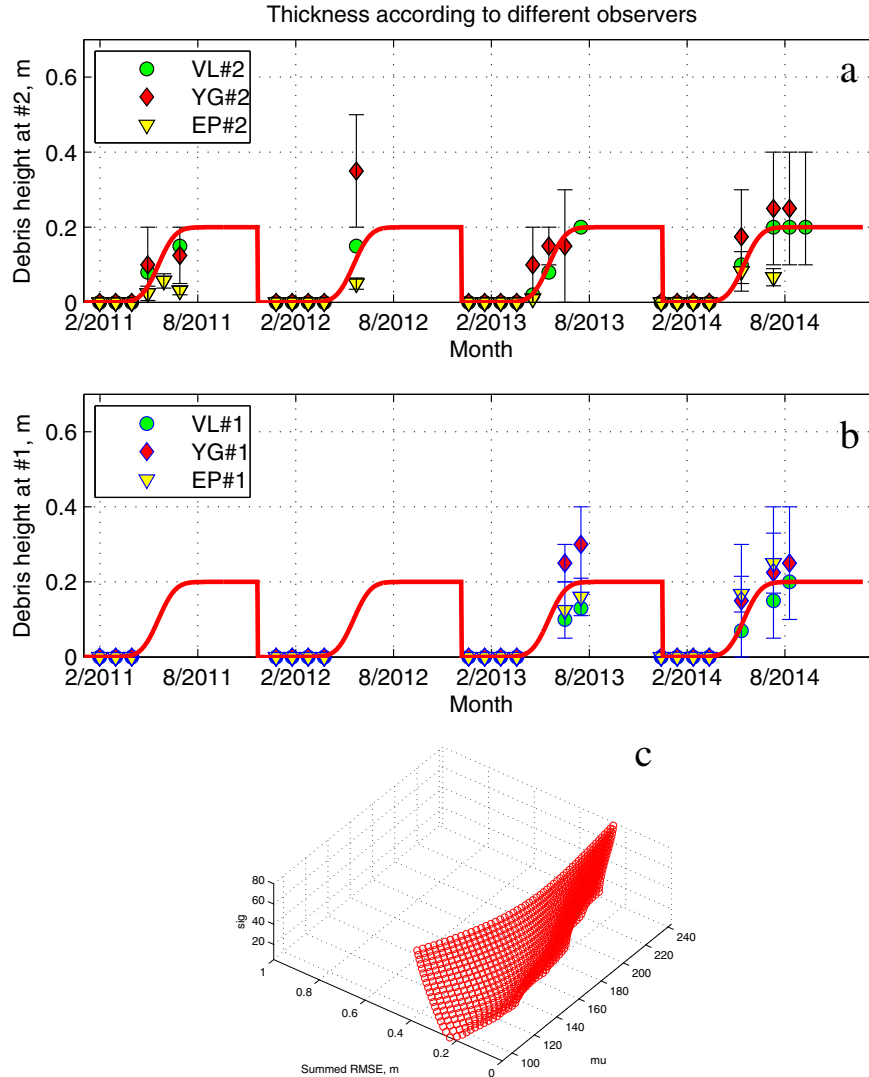 Thickness according to different observers
a
Debris height at #2, m
0.6
0.4
0.2
0
VL#2
YG#2
EP#2
2/2011 8/2011 2/2012 8/2012 2/2013 8/2013 2/2014 8/2014
Month
b
Debris height at #1, m
0.6
0.4
0.2
0
VL#1
YG#1
EP#1
2/2011 8/2011 2/2012 8/2012 2/2013 8/2013 2/2014 8/2014
Month
c
sig
80
60
40
20
1
0.8
0.6
0.4
0.2
0
Summed RMSE, m
240
220
200
180
160
140
120
100
mu